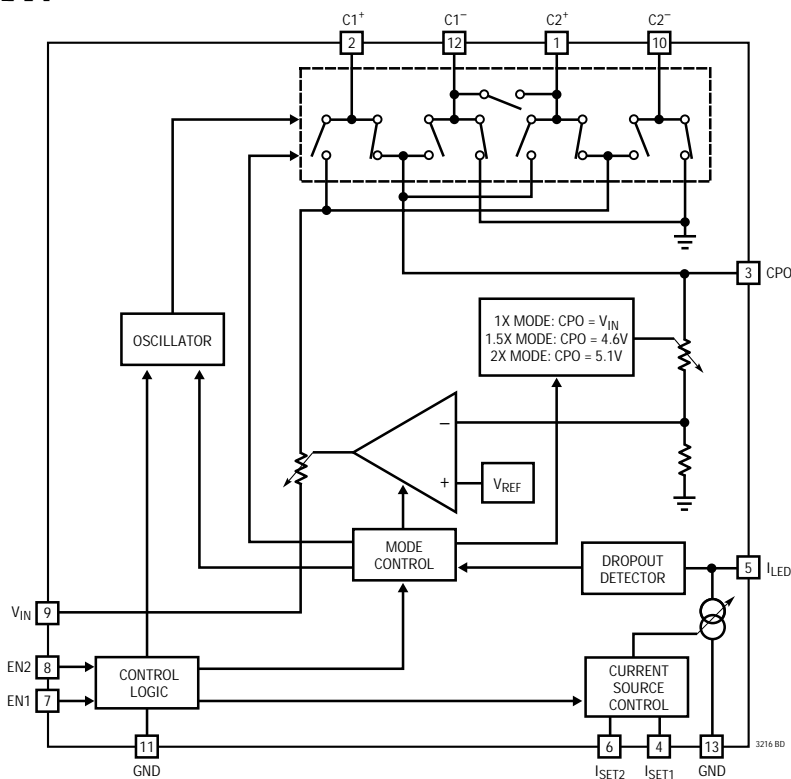 C1+ C1– C2+ C2–
2 12 1 10
3 CPO
1X MODE: CPO = VIN
1.5X MODE: CPO = 4.6V
2X MODE: CPO = 5.1V
OSCILLATOR
–
+
VREF
MODE
CONTROL
DROPOUT
DETECTOR
5 ILED
VIN 9
EN2 8
EN1 7
CONTROL
LOGIC
CURRENT
SOURCE
CONTROL
11 6 4 13
GND ISET2 ISET1 GND
3216 BD